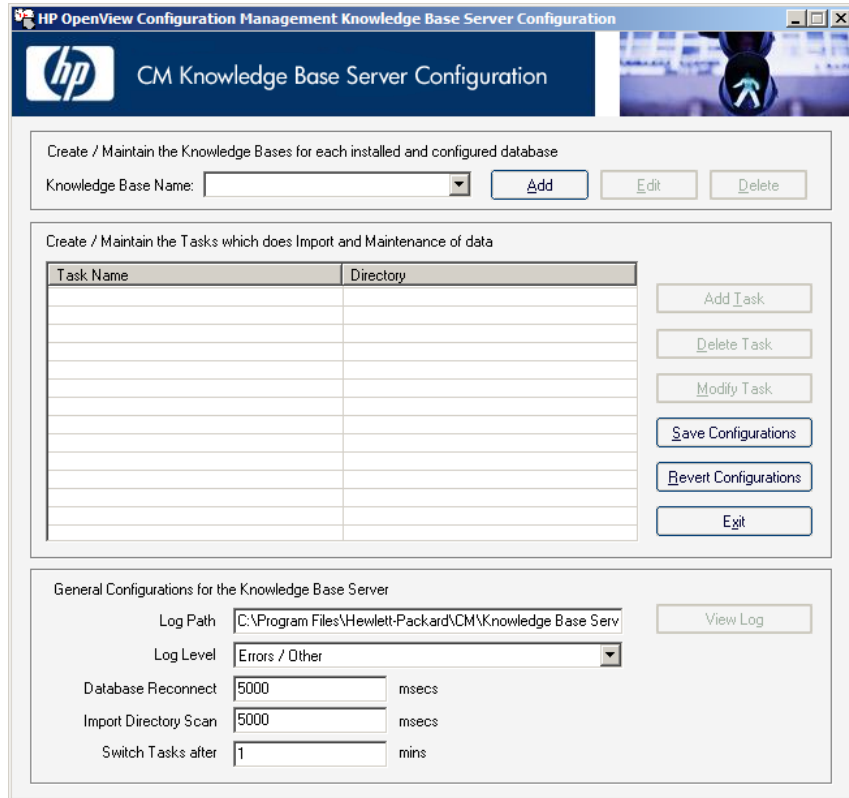 HP OpenView Configuration Management Knowledge Base Server Configuration
hp
CM Knowledge Base Server Configuration
Create / Maintain the Knowledge Bases for each installed and configured database
Knowledge Base Name:
Add
Edit
Delete
Create / Maintain the Tasks which does Import and Maintenance of data
Task Name
Directory
Add Task
Delete Task
Modify Task
Save Configurations
Revert Configurations
Exit
General Configurations for the Knowledge Base Server
Log Path C:\Program Files\Hewlett-Packard\CM\Knowledge Base Serv
View Log
Log Level Errors / Other
Database Reconnect 5000 msecs
Import Directory Scan 5000 msecs
Switch Tasks after 1 mins